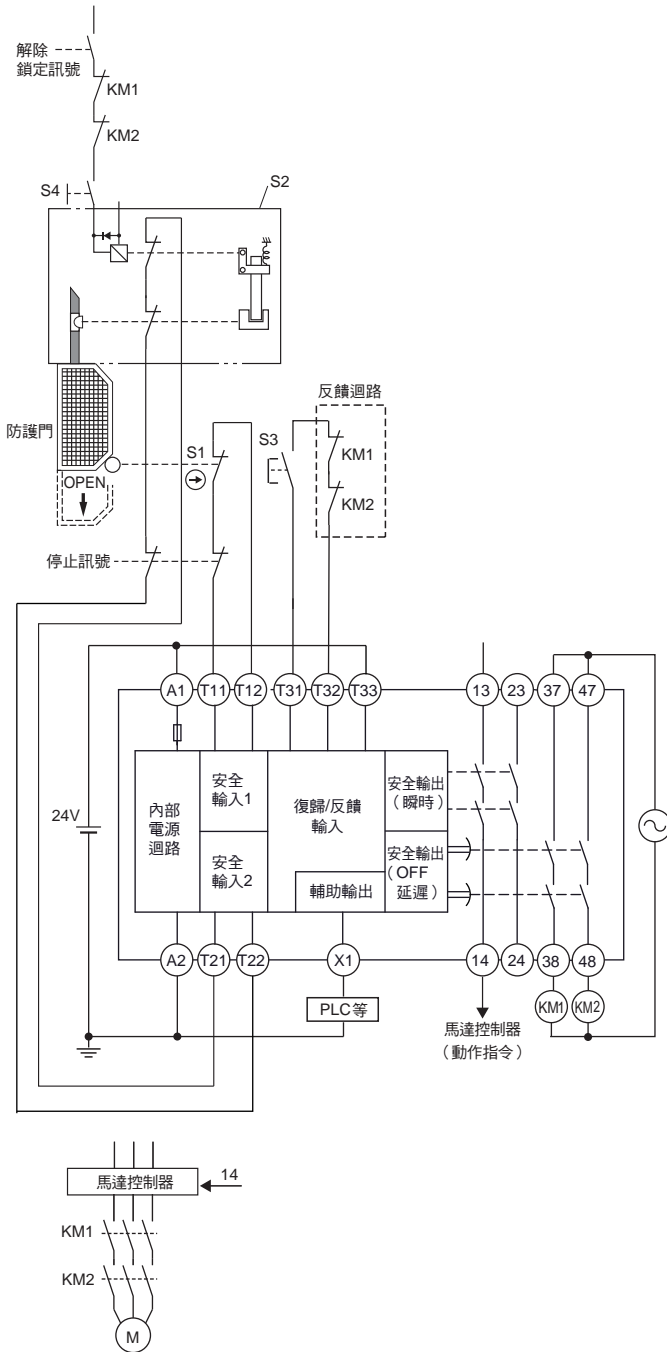 解除
鎖定訊號
KM1
KM2
S4
S2
防護門
OPEN
S1
S3
反饋迴路
KM1
KM2
停止訊號
A1
T11
T12
T31
T32
T33
13
23
37
47
24V
內部
電源
迴路
安全
輸入1
安全
輸入2
復歸/反饋
輸入
輔助輸出
安全輸出
（瞬時）
安全輸出
（OFF
延遲）
A2
T21
T22
X1
14
24
38
48
PLC等
馬達控制器
（動作指令）
KM1
KM2
馬達控制器
14
KM1
KM2
M